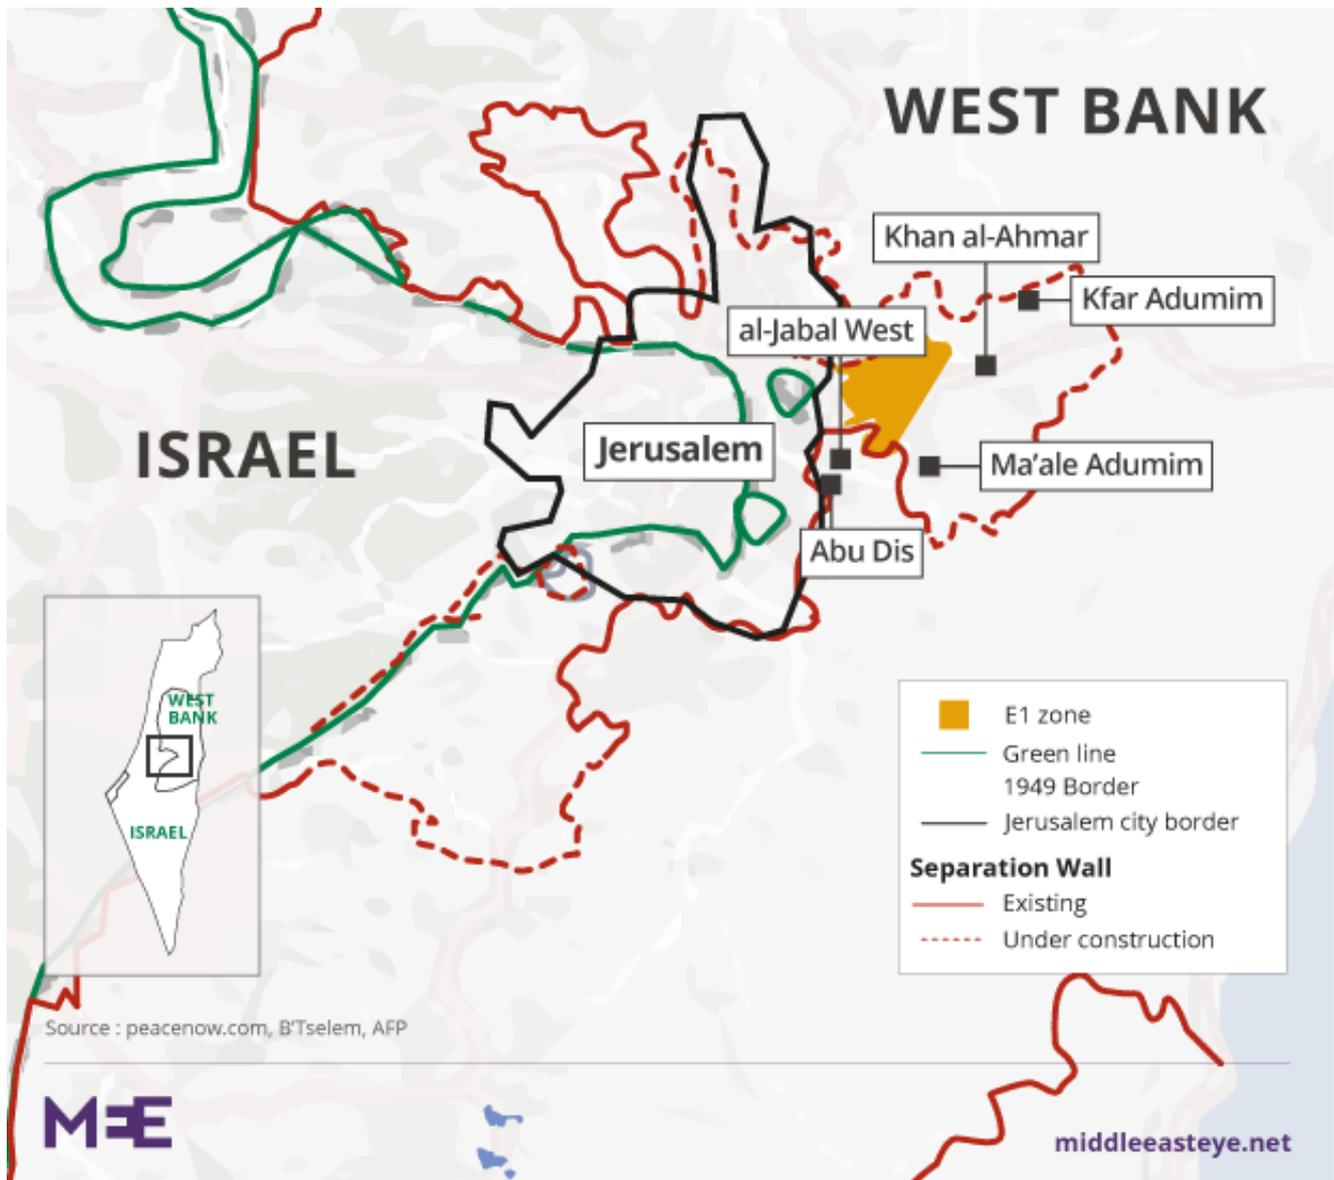 WEST BANK
Khan al-Ahmar
Kfar Adumim
al-Jabal West
ISRAEL
Jerusalem
Ma'ale Adumim
Abu Dis
WEST
BANK
ISRAEL
E1 zone
Green line
1949 Border
Jerusalem city border
Separation Wall
Existing
Under construction
Source : peacenow.com, B'Tselem, AFP
MEE
middleeasteye.net